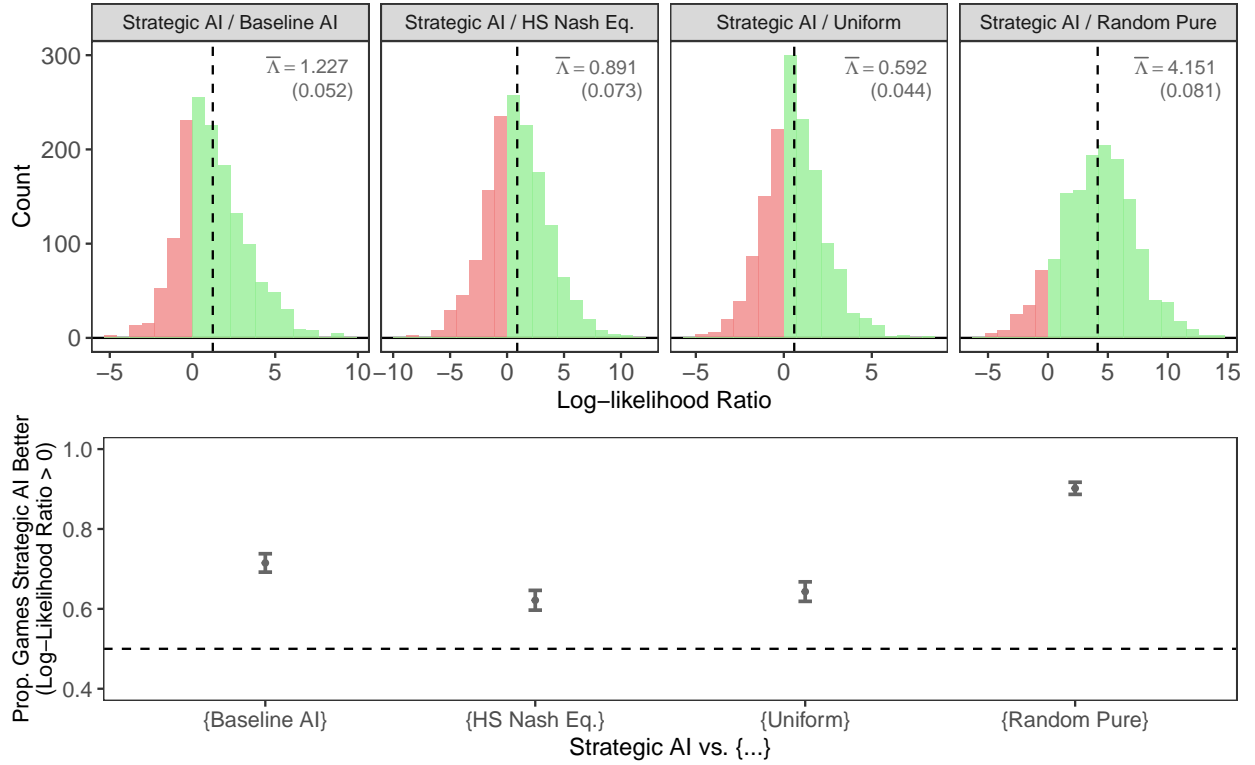 Strategic AI / Baseline AI
Strategic AI / HS Nash Eq.
Strategic AI / Uniform
Strategic AI / Random Pure
Λ̅ = 1.227
(0.052)
Λ̅ = 0.891
(0.073)
Λ̅ = 0.592
(0.044)
Λ̅ = 4.151
(0.081)
Count
300
200
100
0
−5 0 5 10
−10 −5 0 5 10
−5 0 5
−5 0 5 10 15
Log−likelihood Ratio
Prop. Games Strategic AI Better
(Log−Likelihood Ratio > 0)
1.0
0.8
0.6
0.4
{Baseline AI} {HS Nash Eq.} {Uniform} {Random Pure}
Strategic AI vs. {...}